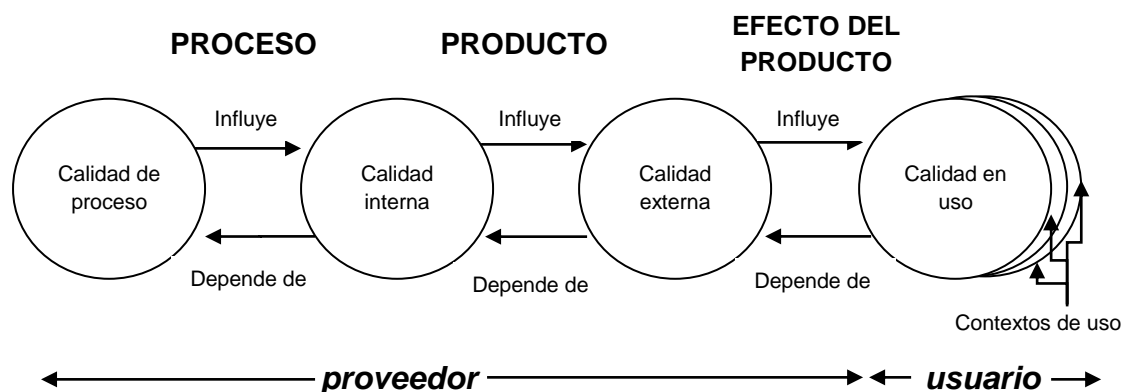 PROCESO
PRODUCTO
EFECTO DEL
PRODUCTO
Influye
Influye
Influye
Calidad de
proceso
Calidad
interna
Calidad
externa
Calidad en
uso
Depende de
Depende de
Depende de
Contextos de uso
proveedor
usuario